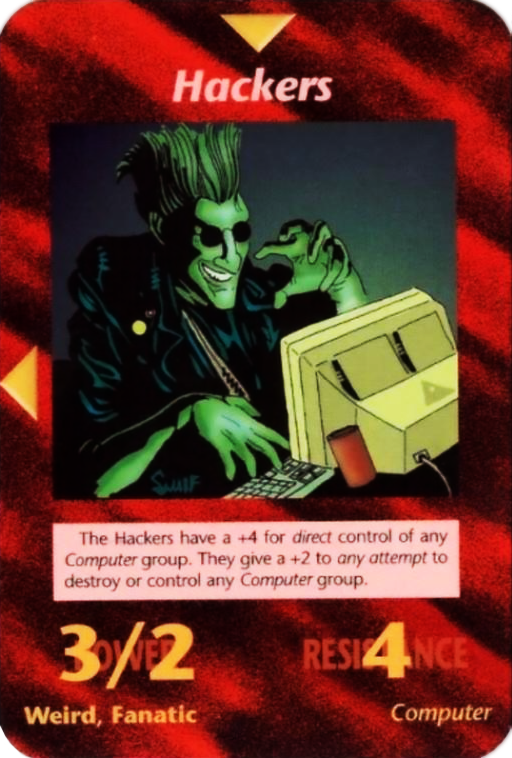 Hackers
The Hackers have a +4 for direct control of any
Computer group. They give a +2 to any attempt to
destroy or control any Computer group.
POWER
3/2
RESISTANCE
4
Weird, Fanatic
Computer